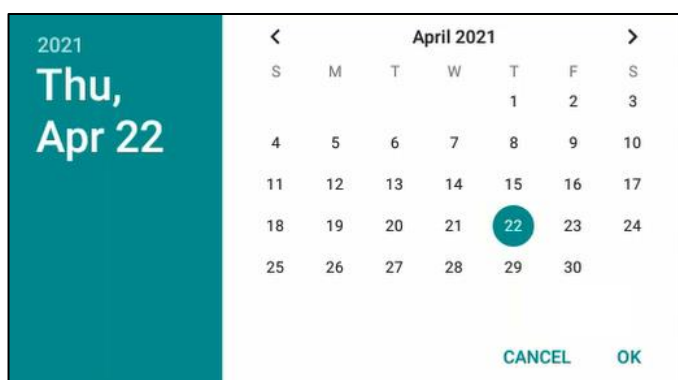 2021
Thu,
Apr 22
April 2021
S M T W T F S
1 2 3
4 5 6 7 8 9 10
11 12 13 14 15 16 17
18 19 20 21 22 23 24
25 26 27 28 29 30
CANCEL OK